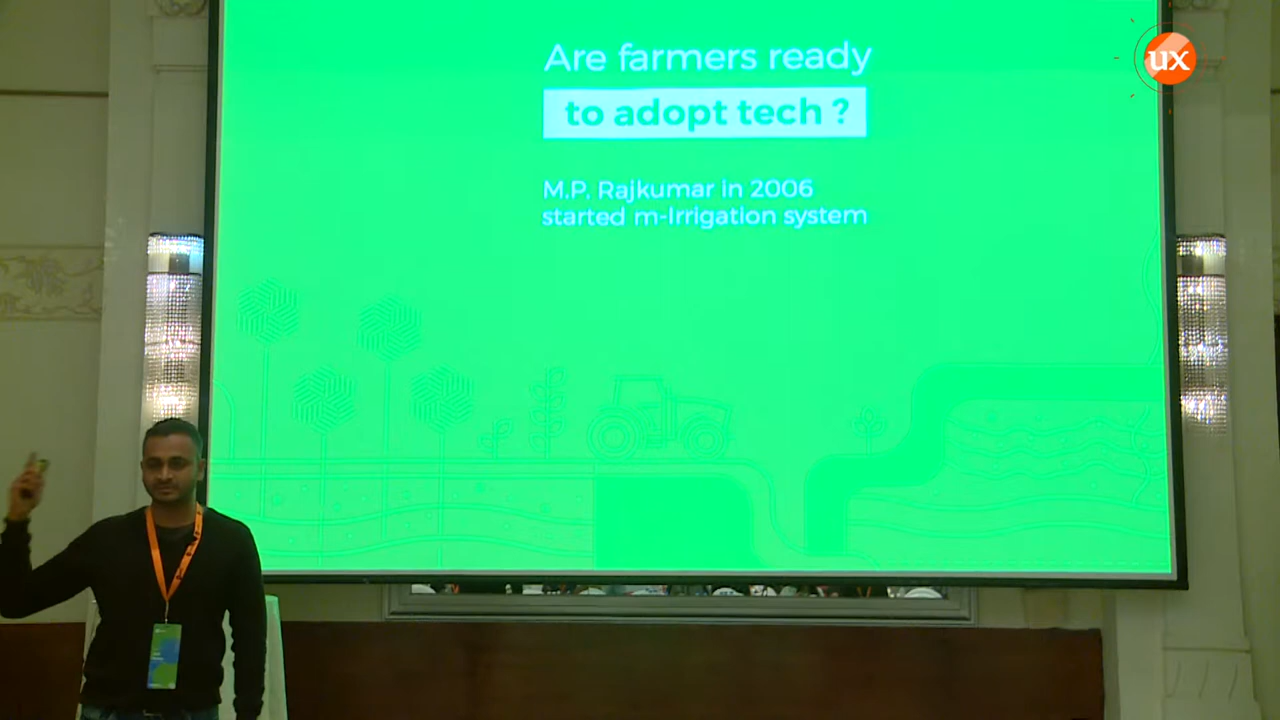 Are farmers ready
to adopt tech ?
M.P. Rajkumar in 2006
started m-Irrigation system
ux